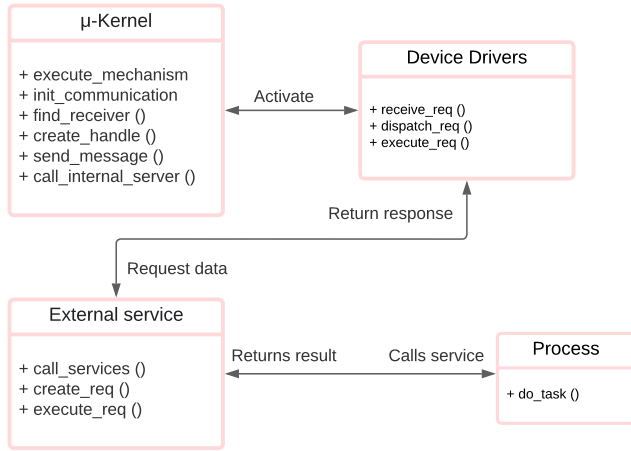 μ-Kernel
+ execute_mechanism
+ init_communication
+ find_receiver ()
+ create_handle ()
+ send_message ()
+ call_internal_server ()
Activate
Device Drivers
+ receive_req ()
+ dispatch_req ()
+ execute_req ()
Return response
Request data
External service
+ call_services ()
+ create_req ()
+ execute_req ()
Returns result
Calls service
Process
+ do_task ()